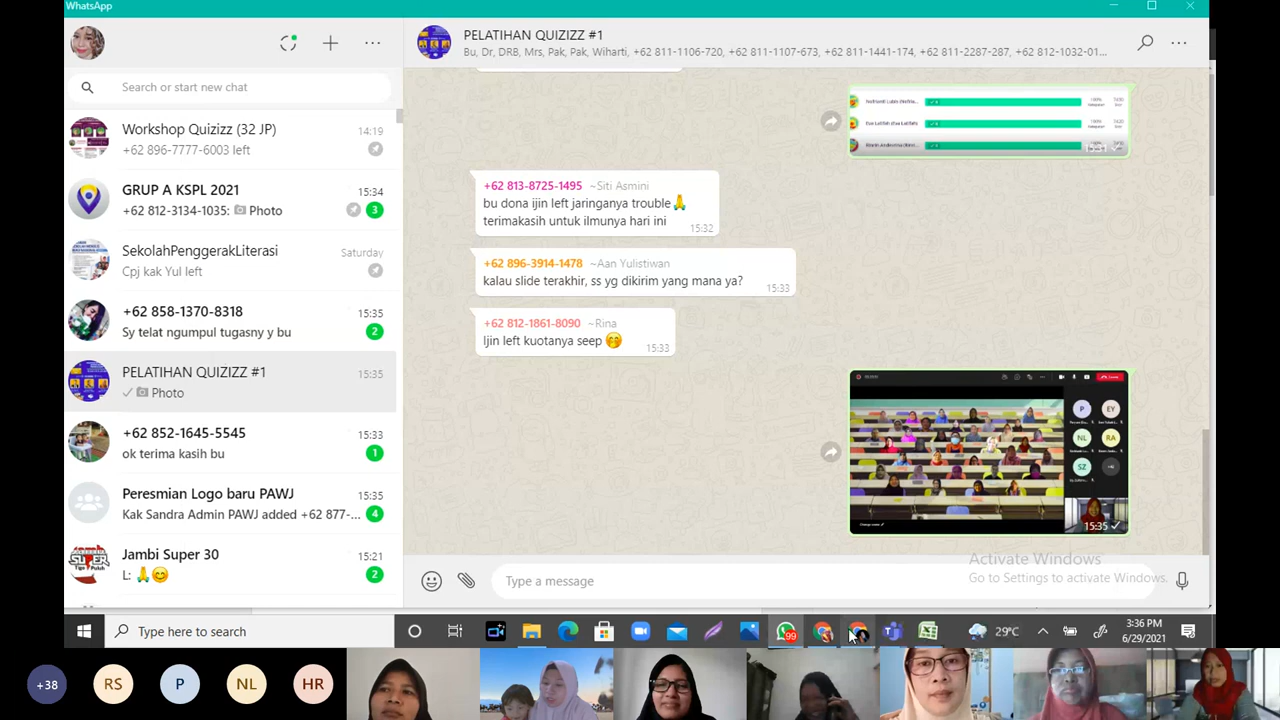 WhatsApp
Search or start new chat
Workshop Quizizz (32 JP)
14:18
left
GRUP A KSPL 2021
15:34
+62 812-3134-1035: Photo
3
SekolahPenggerakLiterasi
Saturday
Cpj kak Yul left
+62 858-1370-8318
15:35
Sy telat ngumpul tugasny y bu
2
PELATIHAN QUIZIZZ #1
15:35
Photo
+62 852-1645-5545
15:33
ok terima kasih bu
1
Peresmian Logo baru PAWJ
15:35
Kak Sandra Admin PAWJ added +62 877-...
4
Jambi Super 30
15:21
L: 🙏😊
2
PELATIHAN QUIZIZZ #1
Bu, Dr, DRB, Mrs, Pak, Pak, Wiharti, +62 811-1106-720, +62 811-1107-673, +62 811-1441-174, +62 811-2287-287, +62 812-1032-01...
+62 813-8725-1495 ~Siti Asmini
bu dona ijin left jaringanya trouble🙏
terimakasih untuk ilmunya hari ini
15:32
+62 896-3914-1478 ~Aan Yulistiwan
kalau slide terakhir, ss yg dikirim yang mana ya?
15:33
+62 812-1861-8090 ~Rina
Ijin left kuotanya seep 🤭
15:33
P
EY
NL
RA
SZ
15:35
Activate Windows
Go to Settings to activate Windows.
Type a message
Type here to search
99
29°C
3:36 PM
6/29/2021
+38
RS
P
NL
HR